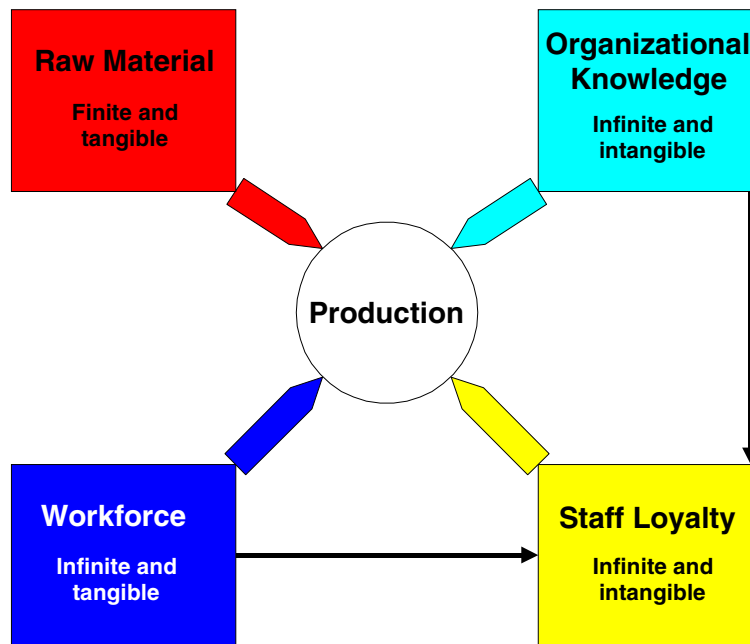 Raw Material
Finite and
tangible
Organizational
Knowledge
Infinite and
intangible
Production
Workforce
Infinite and
tangible
Staff Loyalty
Infinite and
intangible